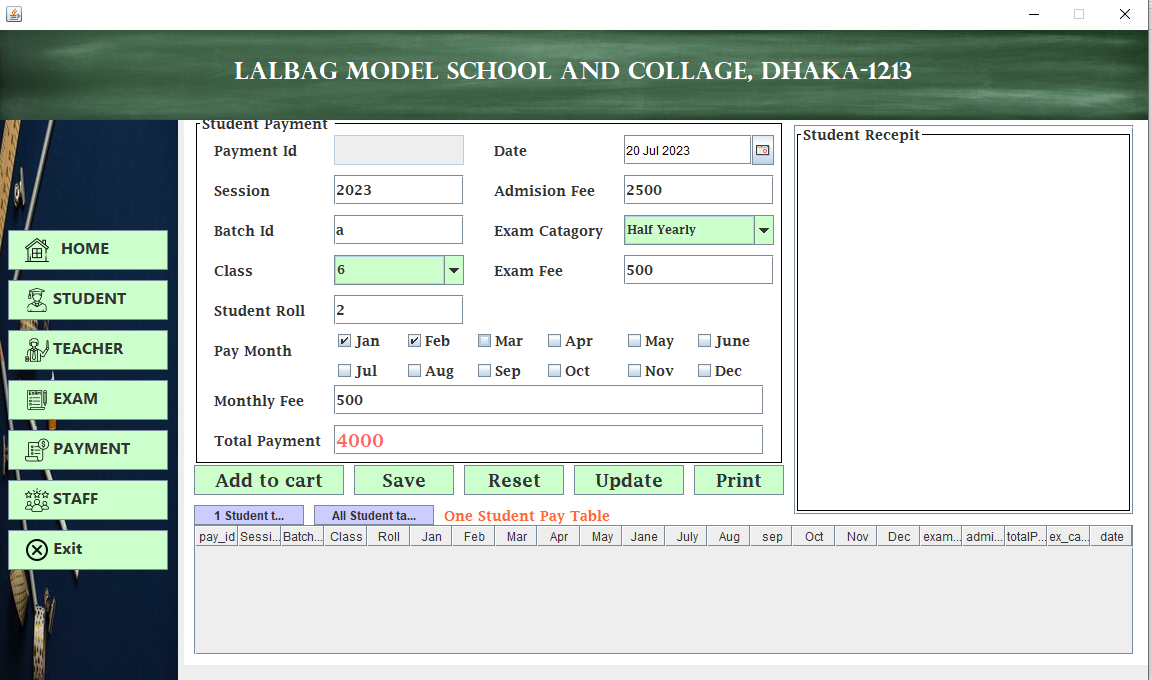 LALBAG MODEL SCHOOL AND COLLAGE, DHAKA-1213
HOME
STUDENT
TEACHER
EXAM
PAYMENT
STAFF
Exit
Student Payment
Payment Id
Date 20 Jul 2023
Session 2023
Admision Fee 2500
Batch Id a
Exam Catagory Half Yearly
Class 6
Exam Fee 500
Student Roll 2
Pay Month
Jan Feb Mar Apr May June
Jul Aug Sep Oct Nov Dec
Monthly Fee 500
Total Payment 4000
Add to cart Save Reset Update Print
Student Recepit
1 Student t... All Student ta... One Student Pay Table
pay_id Sessi... Batch... Class Roll Jan Feb Mar Apr May Jane July Aug sep Oct Nov Dec exam... admi... totalP... ex_ca... date